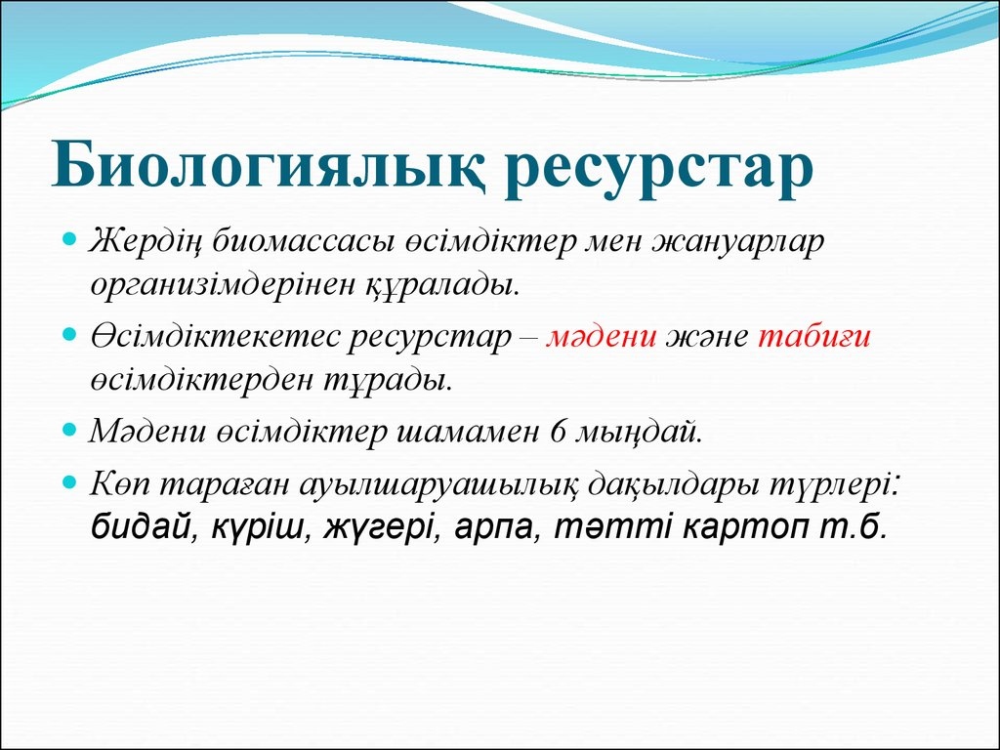 Биологиялық ресурстар
Жердің биомассасы өсімдіктер мен жануарлар
организімдерінен құралады.
Өсімдіктекетес ресурстар – мәдени және табиғи
өсімдіктерден тұрады.
Мәдени өсімдіктер шамамен 6 мыңдай.
Көп тараған ауылшаруашылық дақылдары түрлері:
бидай, күріш, жүгері, арпа, тәтті картоп т.б.